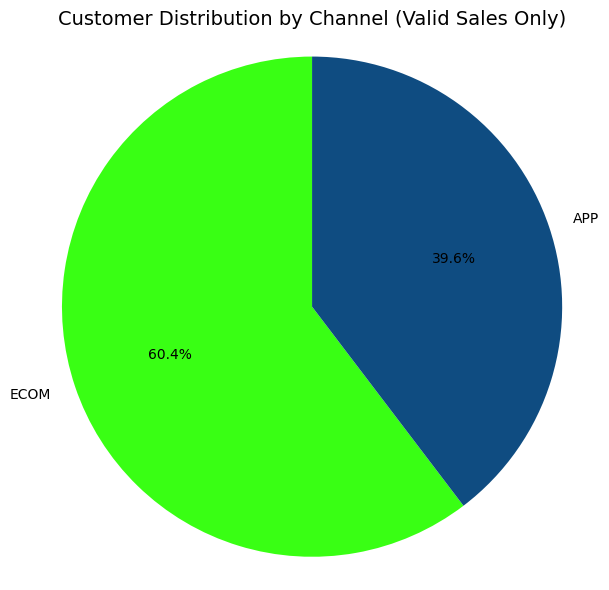 Customer Distribution by Channel (Valid Sales Only)
APP
39.6%
60.4%
ECOM